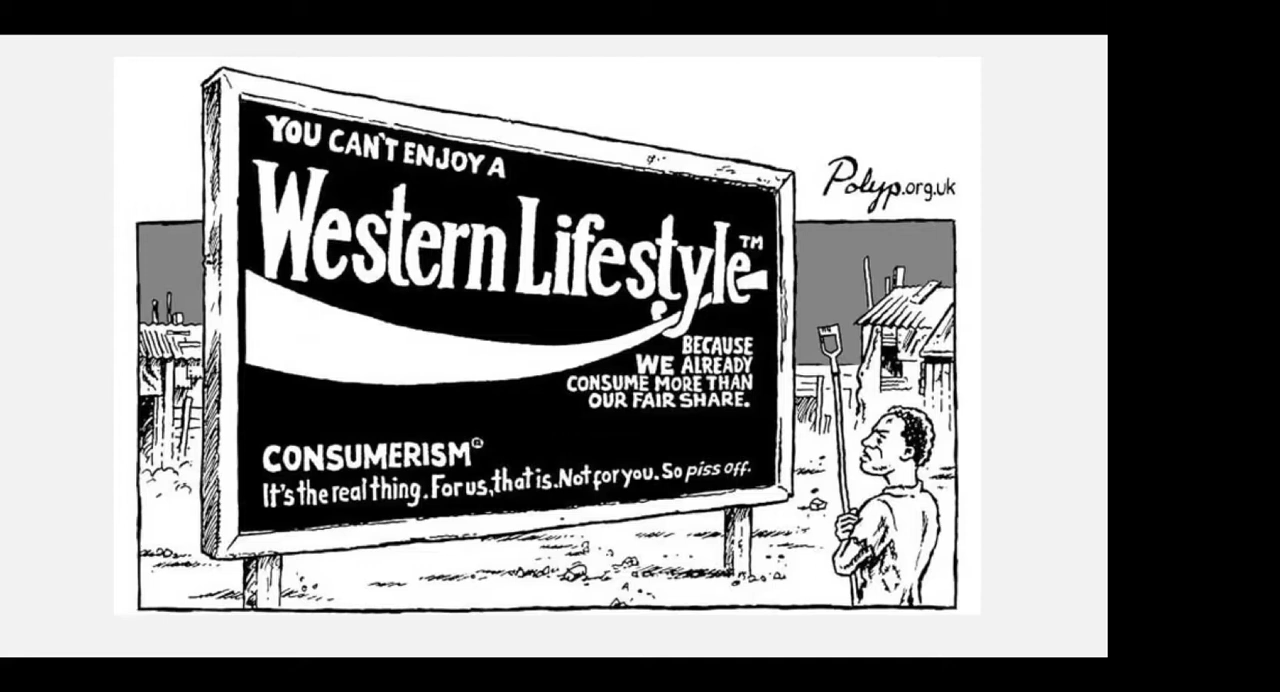 YOU CAN'T ENJOY A
Western Lifestyle™
BECAUSE
WE ALREADY
CONSUME MORE THAN
OUR FAIR SHARE.
CONSUMERISM®
It's the real thing. For us, that is. Not for you. So piss off.
Polyp.org.uk